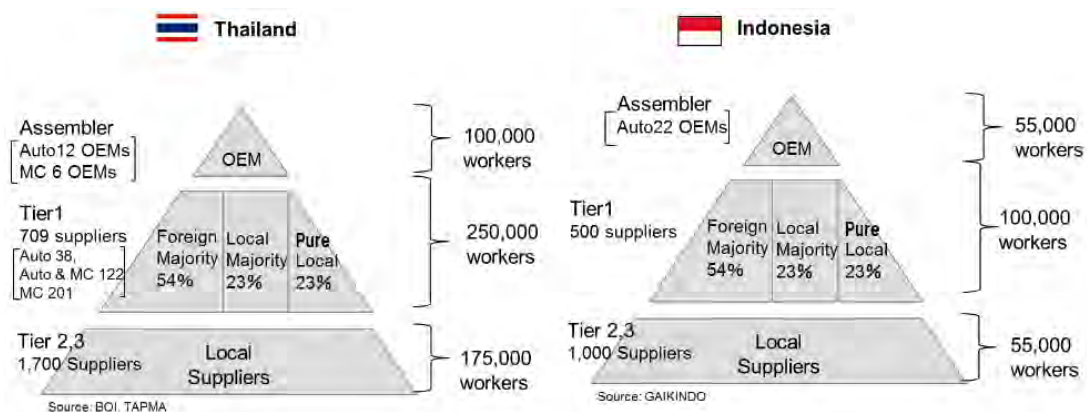 Thailand
Assembler
Auto12 OEMs
MC 6 OEMs
OEM
100,000
workers
Tier1
709 suppliers
Auto 38,
Auto & MC 122
MC 201
Foreign
Majority
54%
Local
Majority
23%
Pure
Local
23%
250,000
workers
Tier 2,3
1,700 Suppliers
Local
Suppliers
175,000
workers
Source: BOI, TAPMA
Indonesia
Assembler
Auto22 OEMs
OEM
55,000
workers
Tier1
500 suppliers
Foreign
Majority
54%
Local
Majority
23%
Pure
Local
23%
100,000
workers
Tier 2,3
1,000 Suppliers
Local
Suppliers
55,000
workers
Source: GAIKINDO